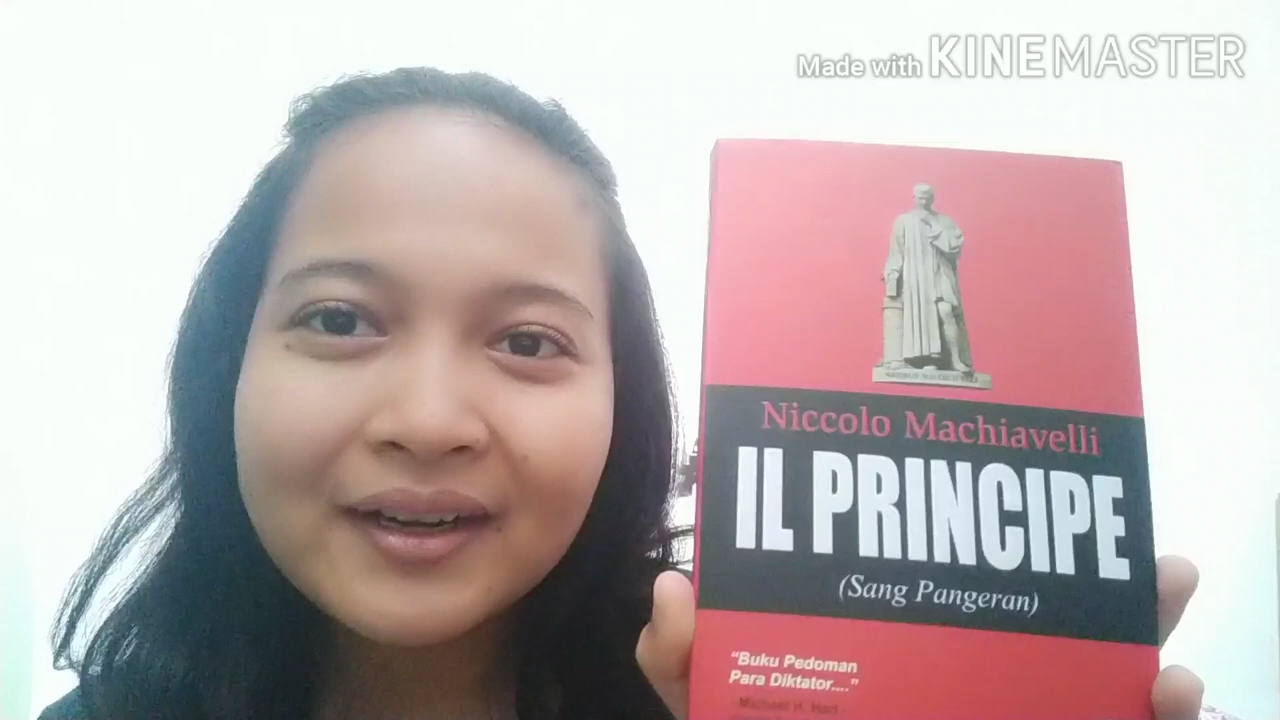 Made with KINEMASTER
Niccolo Machiavelli
IL PRINCIPE
(Sang Pangeran)
“Buku Pedoman
Para Diktator....”
- Michael H. Hart -